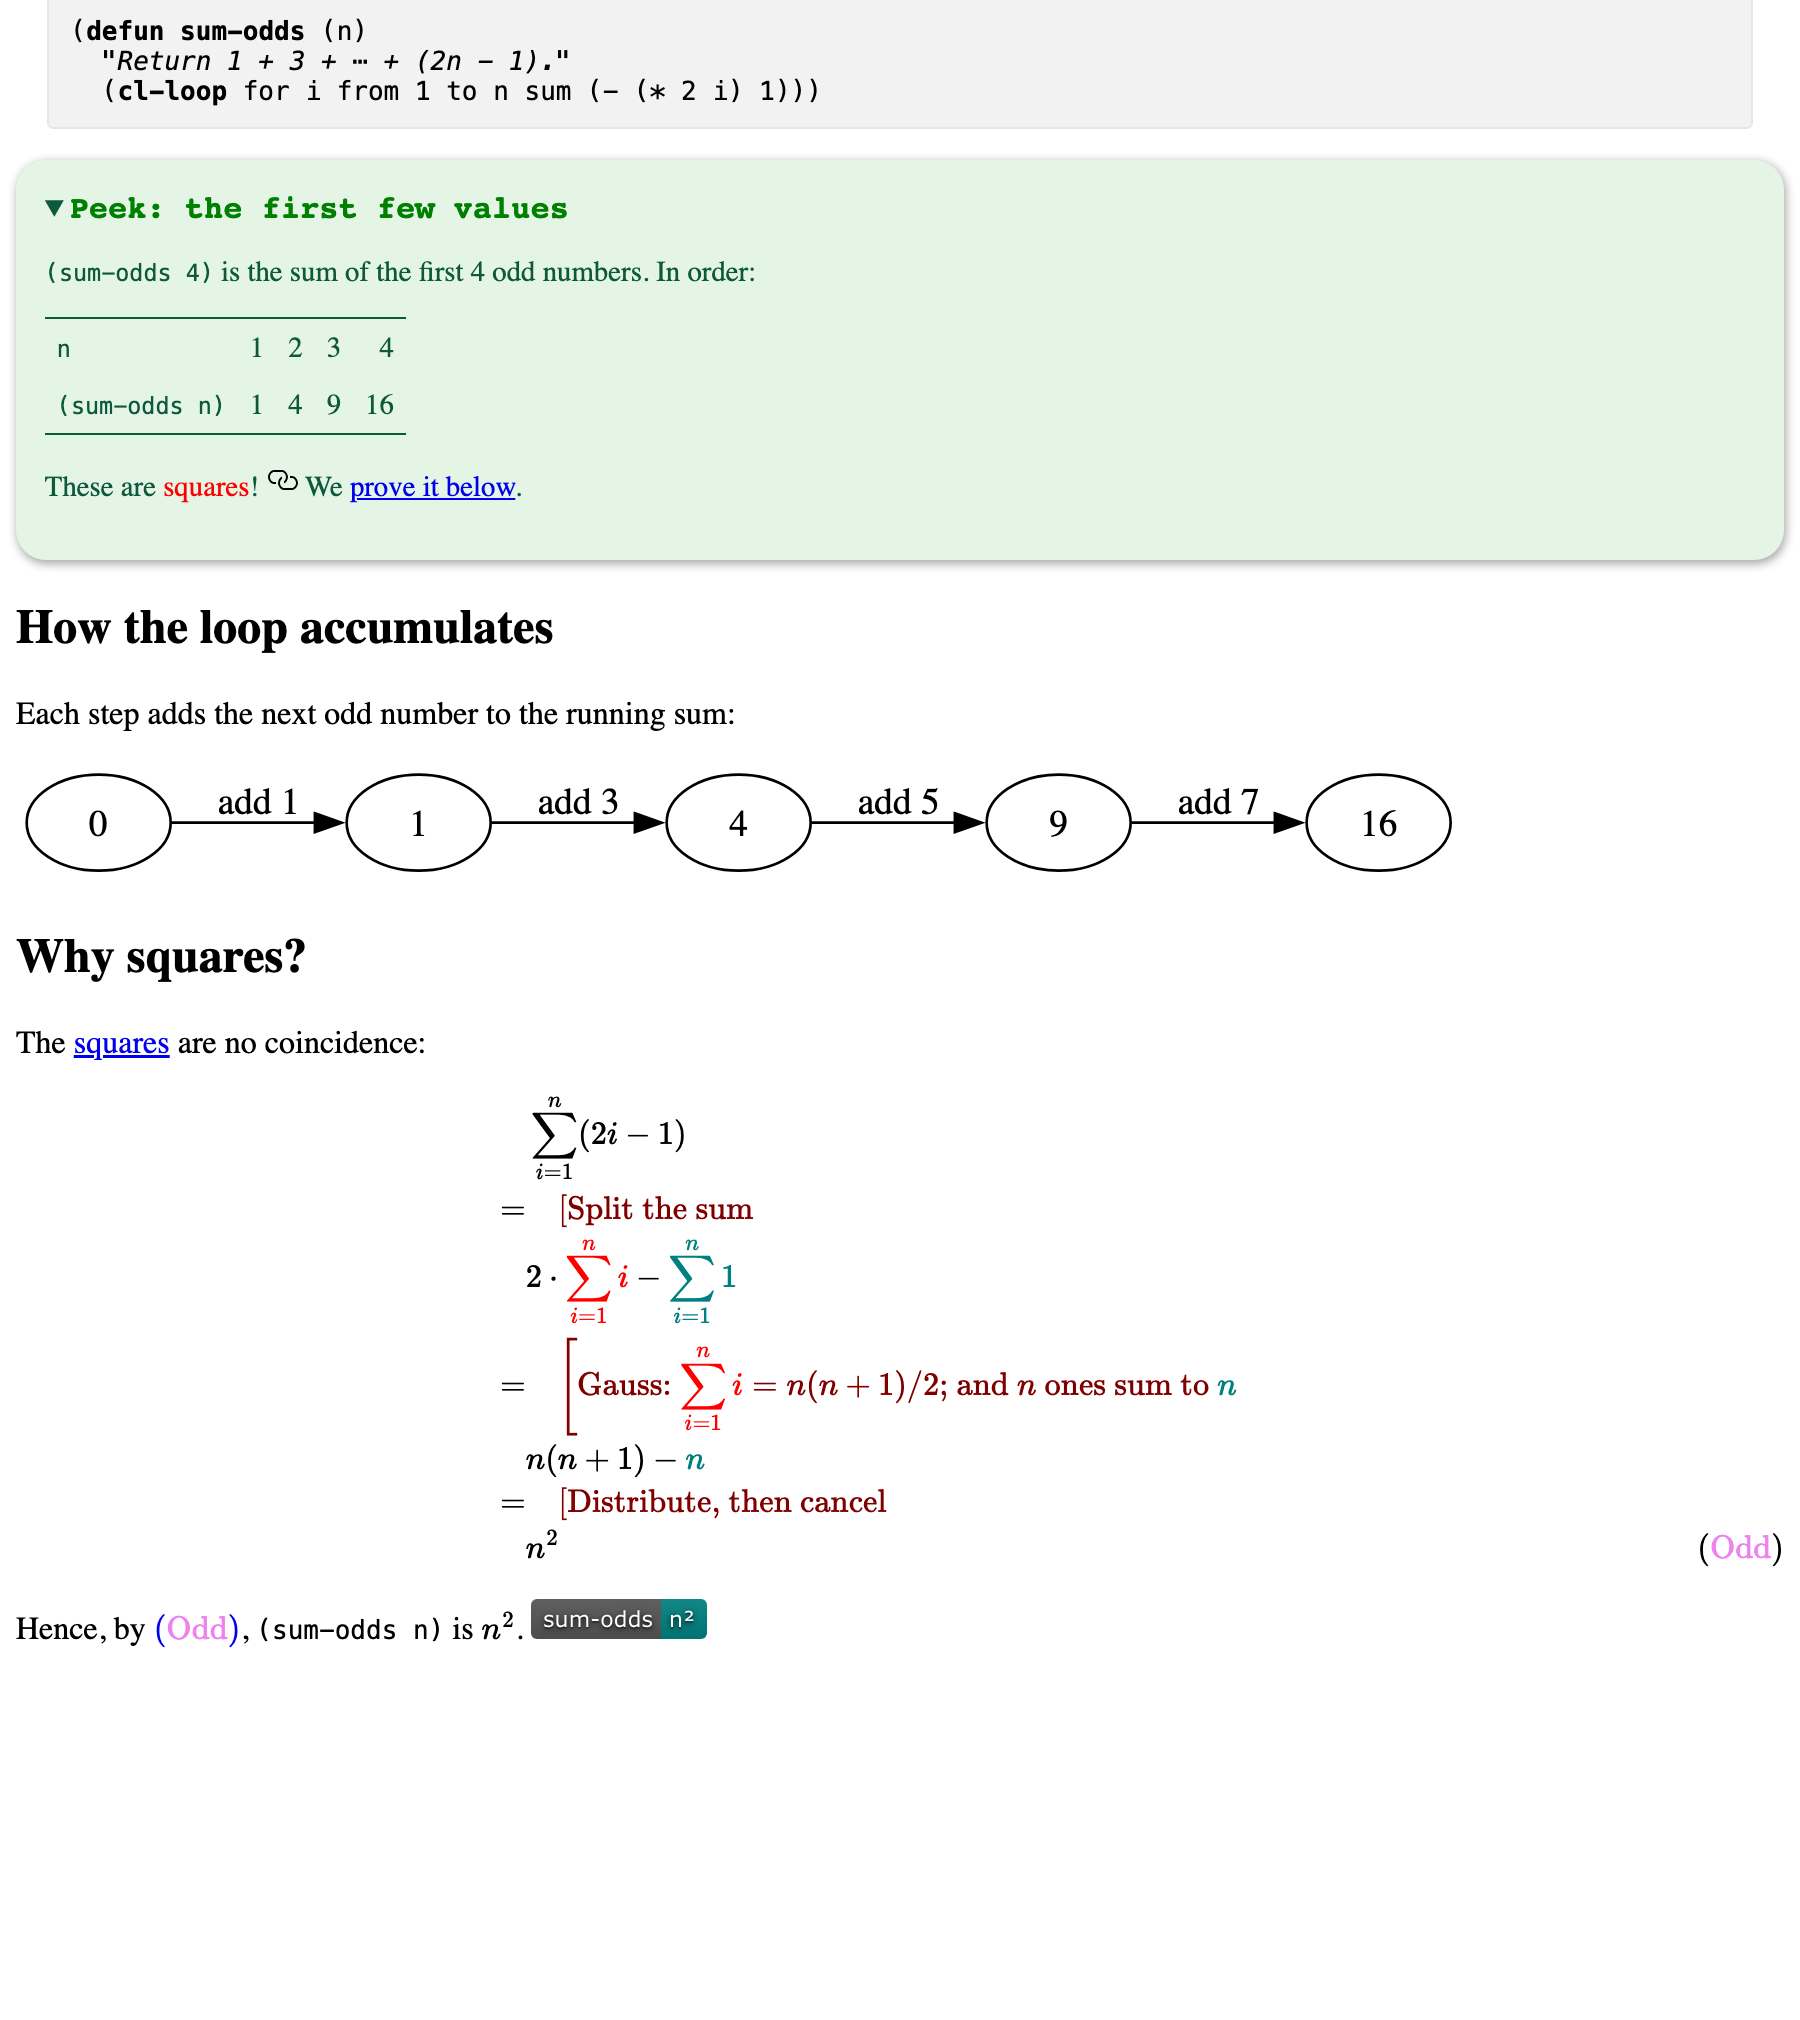 (defun sum-odds (n)
"Return 1 + 3 + ⋯ + (2n − 1)."
(cl-loop for i from 1 to n sum (- (* 2 i) 1)))
▼ Peek: the first few values
(sum-odds 4) is the sum of the first 4 odd numbers. In order:
n 1 2 3 4
(sum-odds n) 1 4 9 16
These are squares! We prove it below.
How the loop accumulates
Each step adds the next odd number to the running sum:
0 add 1 1 add 3 4 add 5 9 add 7 16
Why squares?
The squares are no coincidence:
∑_{i=1}^{n} (2i − 1)
= [Split the sum
2 · ∑_{i=1}^{n} i − ∑_{i=1}^{n} 1
= [Gauss: ∑_{i=1}^{n} i = n(n + 1)/2; and n ones sum to n
n(n + 1) − n
= [Distribute, then cancel
n² (Odd)
Hence, by (Odd), (sum-odds n) is n². sum-odds n²